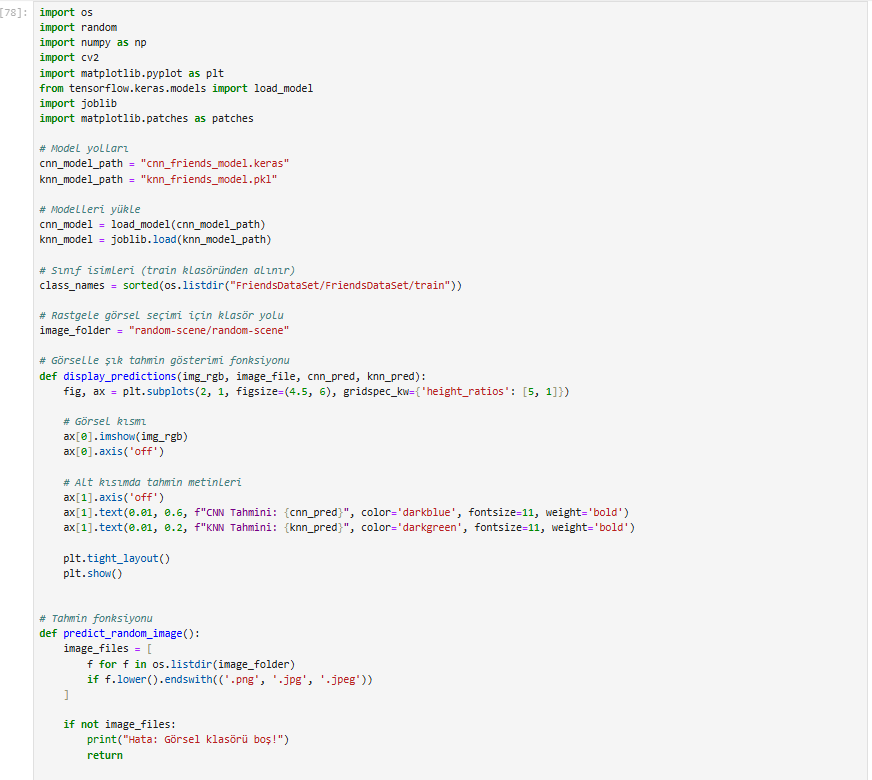 [78]:
import os
import random
import numpy as np
import cv2
import matplotlib.pyplot as plt
from tensorflow.keras.models import load_model
import joblib
import matplotlib.patches as patches

# Model yolları
cnn_model_path = "cnn_friends_model.keras"
knn_model_path = "knn_friends_model.pkl"

# Modelleri yükle
cnn_model = load_model(cnn_model_path)
knn_model = joblib.load(knn_model_path)

# Sınıf isimleri (train klasöründen alınır)
class_names = sorted(os.listdir("FriendsDataSet/FriendsDataSet/train"))

# Rastgele görsel seçimi için klasör yolu
image_folder = "random-scene/random-scene"

# Görselle şık tahmin gösterimi fonksiyonu
def display_predictions(img_rgb, image_file, cnn_pred, knn_pred):
    fig, ax = plt.subplots(2, 1, figsize=(4.5, 6), gridspec_kw={'height_ratios': [5, 1]})

    # Görsel kısmı
    ax[0].imshow(img_rgb)
    ax[0].axis('off')

    # Alt kısımda tahmin metinleri
    ax[1].axis('off')
    ax[1].text(0.01, 0.6, f"CNN Tahmini: {cnn_pred}", color='darkblue', fontsize=11, weight='bold')
    ax[1].text(0.01, 0.2, f"KNN Tahmini: {knn_pred}", color='darkgreen', fontsize=11, weight='bold')

    plt.tight_layout()
    plt.show()


# Tahmin fonksiyonu
def predict_random_image():
    image_files = [
        f for f in os.listdir(image_folder)
        if f.lower().endswith(('.png', '.jpg', '.jpeg'))
    ]

    if not image_files:
        print("Hata: Görsel klasörü boş!")
        return